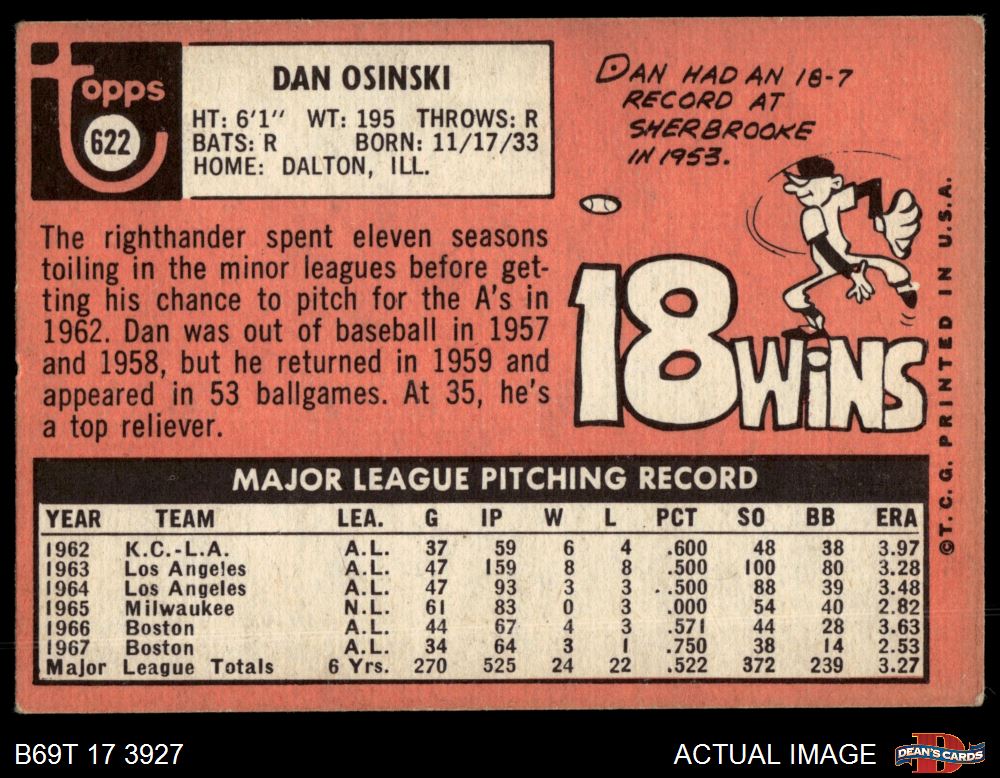 Topps
622
DAN OSINSKI
HT: 6'1" WT: 195 THROWS: R
BATS: R BORN: 11/17/33
HOME: DALTON, ILL.
DAN HAD AN 18-7
RECORD AT
SHERBROOKE
IN 1953.
The righthander spent eleven seasons
toiling in the minor leagues before get-
ting his chance to pitch for the A's in
1962. Dan was out of baseball in 1957
and 1958, but he returned in 1959 and
appeared in 53 ballgames. At 35, he's
a top reliever.
18 WiNS
MAJOR LEAGUE PITCHING RECORD
YEAR TEAM LEA. G IP W L PCT SO BB ERA
1962 K.C.-L.A. A.L. 37 59 6 4 .600 48 38 3.97
1963 Los Angeles A.L. 47 159 8 8 .500 100 80 3.28
1964 Los Angeles A.L. 47 93 3 3 .500 88 39 3.48
1965 Milwaukee N.L. 61 83 0 3 .000 54 40 2.82
1966 Boston A.L. 44 67 4 3 .571 44 28 3.63
1967 Boston A.L. 34 64 3 1 .750 38 14 2.53
Major League Totals 6 Yrs. 270 525 24 22 .522 372 239 3.27
©T. C. G. PRINTED IN U.S.A.
B69T 17 3927
ACTUAL IMAGE
DEAN'S CARDS